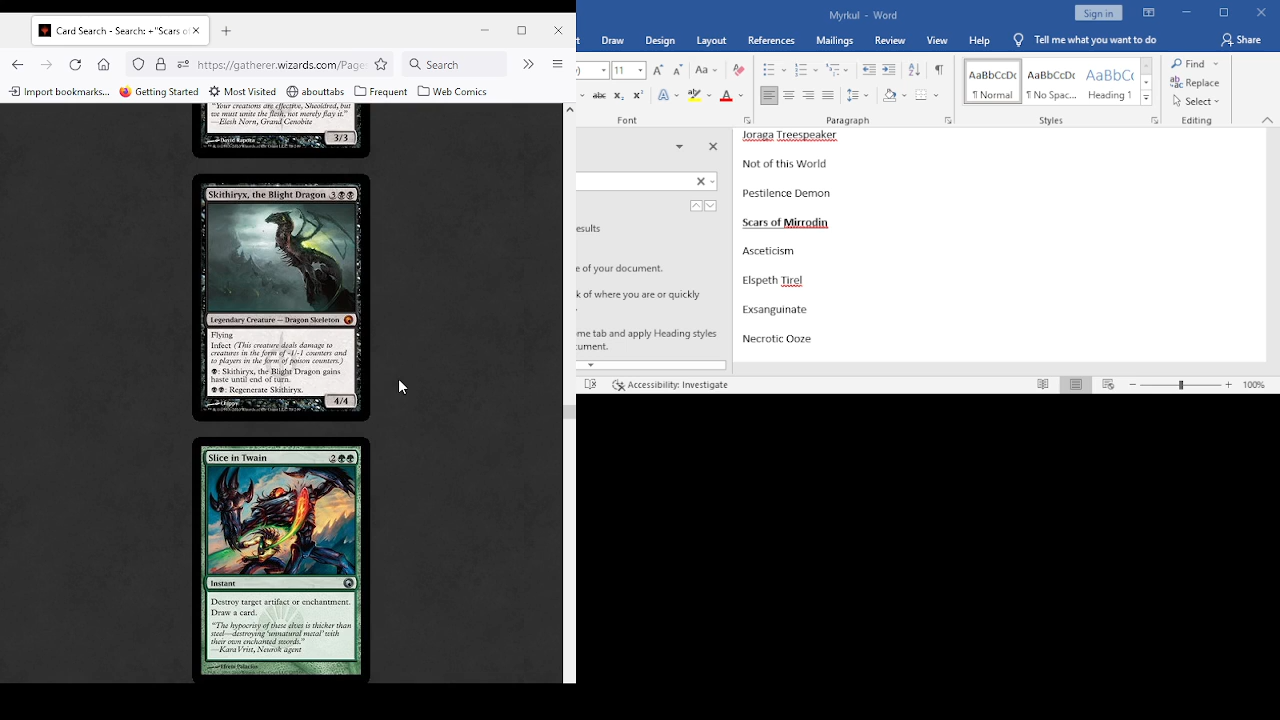 Card Search - Search: +"Scars of
https://gatherer.wizards.com/Page
Search
Import bookmarks...
Getting Started
Most Visited
abouttabs
Frequent
Web Comics
"Your creations are effective, Sheoldred, but
we must unite the flesh, not merely flay it."
—Elesh Norn, Grand Cenobite
3/3
Skithiryx, the Blight Dragon 3
Legendary Creature — Dragon Skeleton
Flying
Infect (This creature deals damage to
creatures in the form of -1/-1 counters and
to players in the form of poison counters.)
: Skithiryx, the Blight Dragon gains
haste until end of turn.
: Regenerate Skithiryx.
Chippy
4/4
Slice in Twain 2
Instant
Destroy target artifact or enchantment.
Draw a card.
"The hypocrisy of these elves is thicker than
steel—destroying 'unnatural metal' with
their own enchanted swords."
—Kara Vrist, Neurok agent
Efrem Palacios
Myrkul - Word
Sign in
Draw
Design
Layout
References
Mailings
Review
View
Help
Tell me what you want to do
Share
11
Aa
abc
AaBbCcDc
¶ Normal
AaBbCcDc
¶ No Spac...
AaBbCc
Heading 1
Find
Replace
Select
Font
Paragraph
Styles
Editing
esults
e of your document.
k of where you are or quickly
me tab and apply Heading styles
cument.
Joraga Treespeaker
Not of this World
Pestilence Demon
Scars of Mirrodin
Asceticism
Elspeth Tirel
Exsanguinate
Necrotic Ooze
Accessibility: Investigate
100%